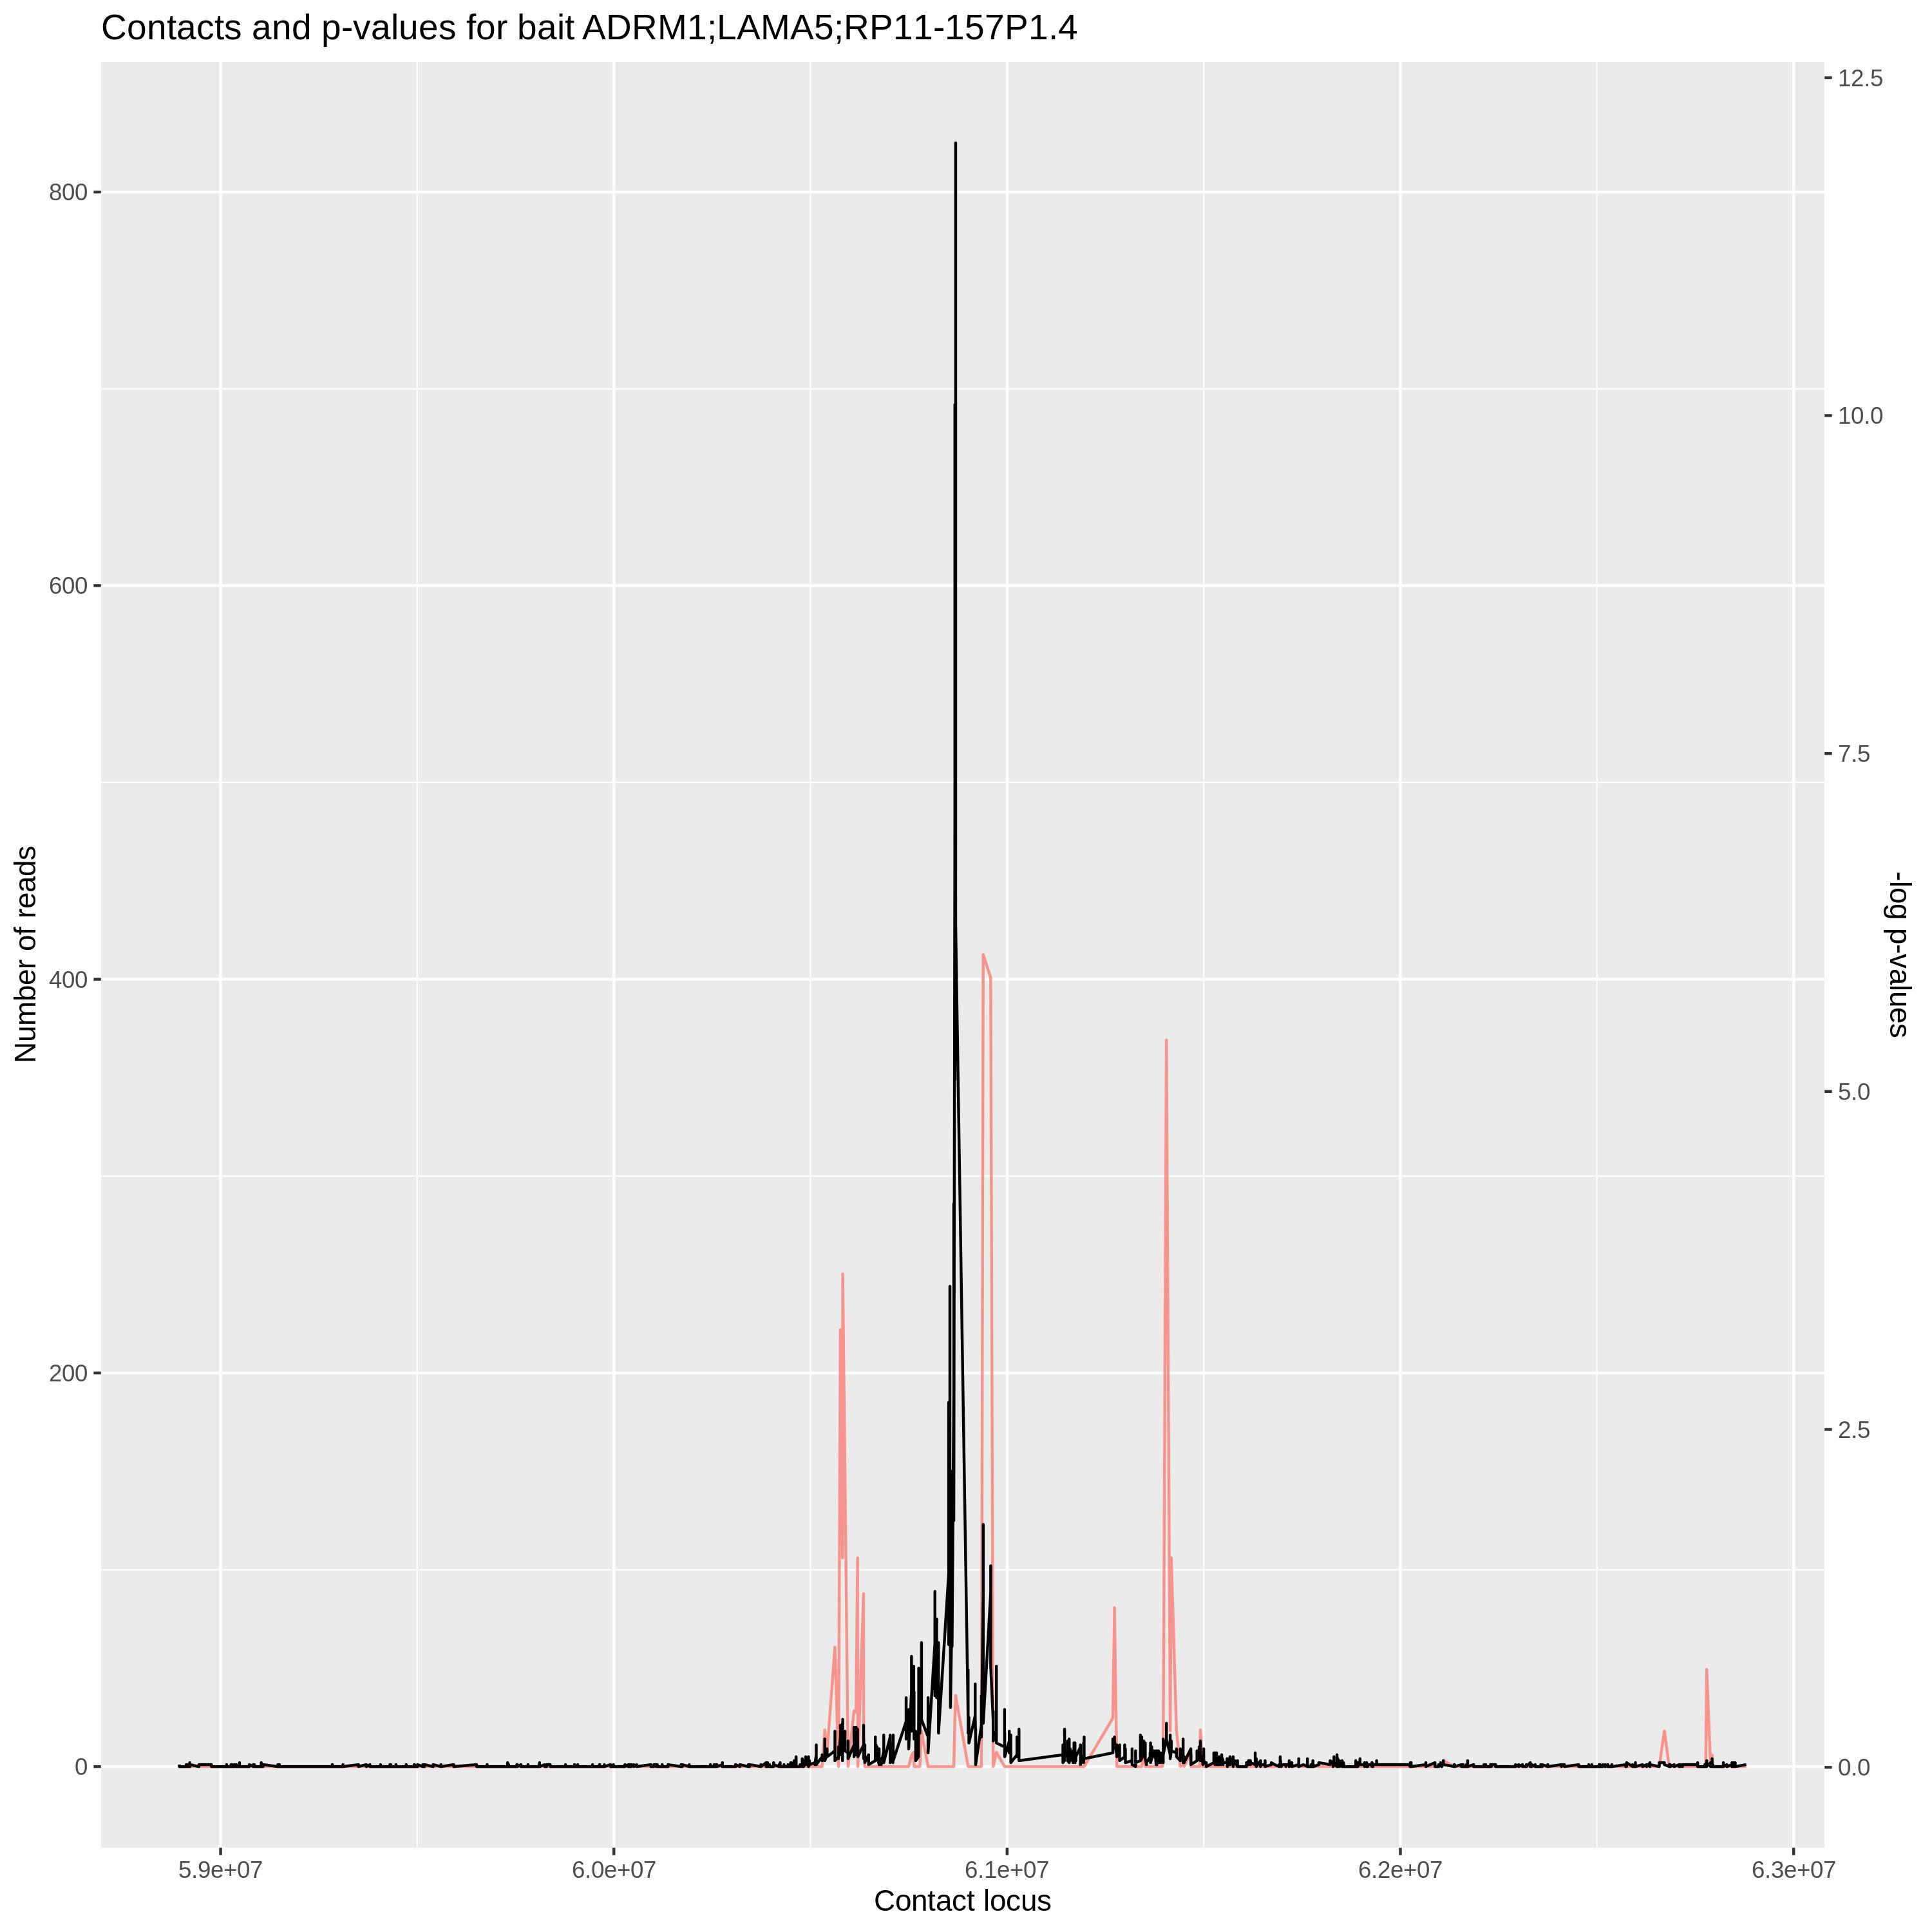 Contacts and p-values for bait ADRM1;LAMA5;RP11-157P1.4
Number of reads
800
600
400
200
0
12.5
10.0
7.5
5.0
2.5
0.0
-log p-values
5.9e+07
6.0e+07
6.1e+07
6.2e+07
6.3e+07
Contact locus